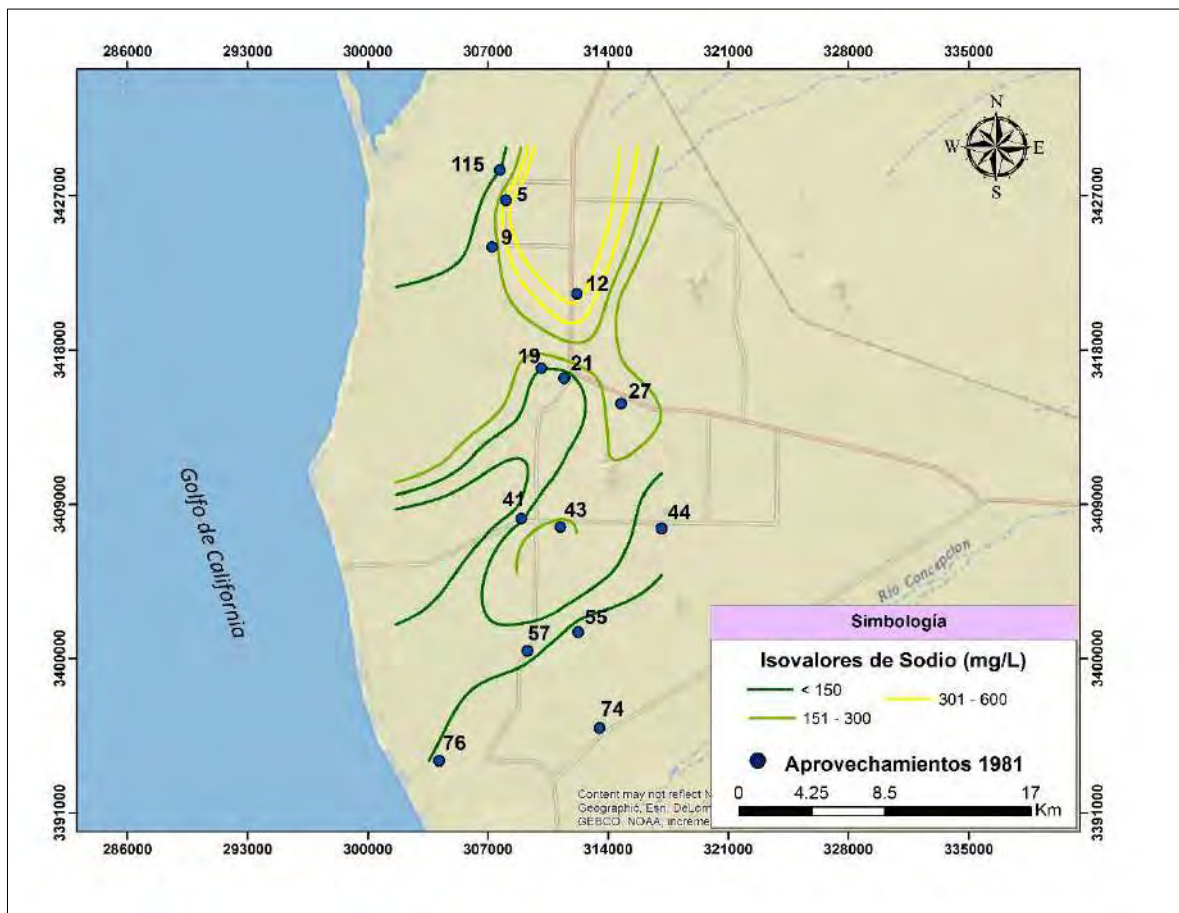 286000 293000 300000 307000 314000 321000 328000 335000
N
W E
S
3427000 3427000
3418000 3418000
3409000 3409000
3400000 3400000
3391000 3391000
115
5
9
12
19
21
27
41
43
44
55
57
74
76
Golfo de California
Rio Concepcion
Simbología
Isovalores de Sodio (mg/L)
< 150 301 - 600
151 - 300
Aprovechamientos 1981
0 4.25 8.5 17
Km
Content may not reflect
Geographic, Esri, DeLorm
GEBCO, NOAA, increme
286000 293000 300000 307000 314000 321000 328000 335000